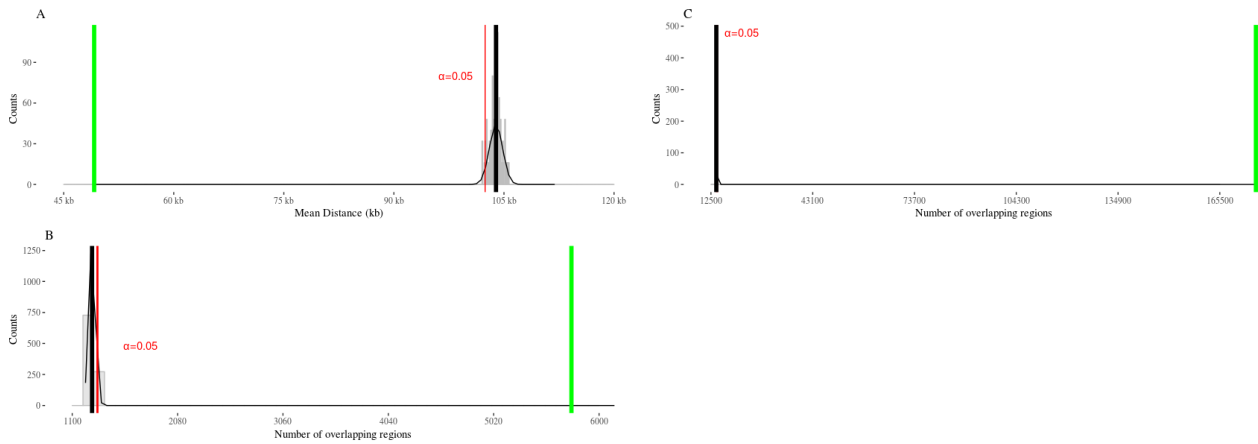 A
90
60
30
0
Counts
α=0.05
45 kb 60 kb 75 kb 90 kb 105 kb 120 kb
Mean Distance (kb)
C
500
400
300
200
100
0
Counts
α=0.05
12500 43100 73700 104300 134900 165500
Number of overlapping regions
B
1250
1000
750
500
250
0
Counts
α=0.05
1100 2080 3060 4040 5020 6000
Number of overlapping regions